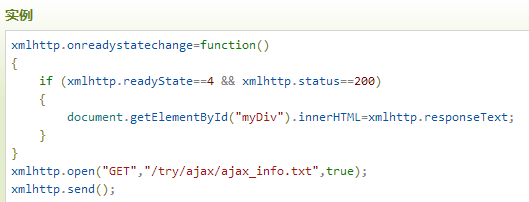 实例
xmlhttp.onreadystatechange=function()
{
    if (xmlhttp.readyState==4 && xmlhttp.status==200)
    {
        document.getElementById("myDiv").innerHTML=xmlhttp.responseText;
    }
}
xmlhttp.open("GET","/try/ajax/ajax_info.txt",true);
xmlhttp.send();